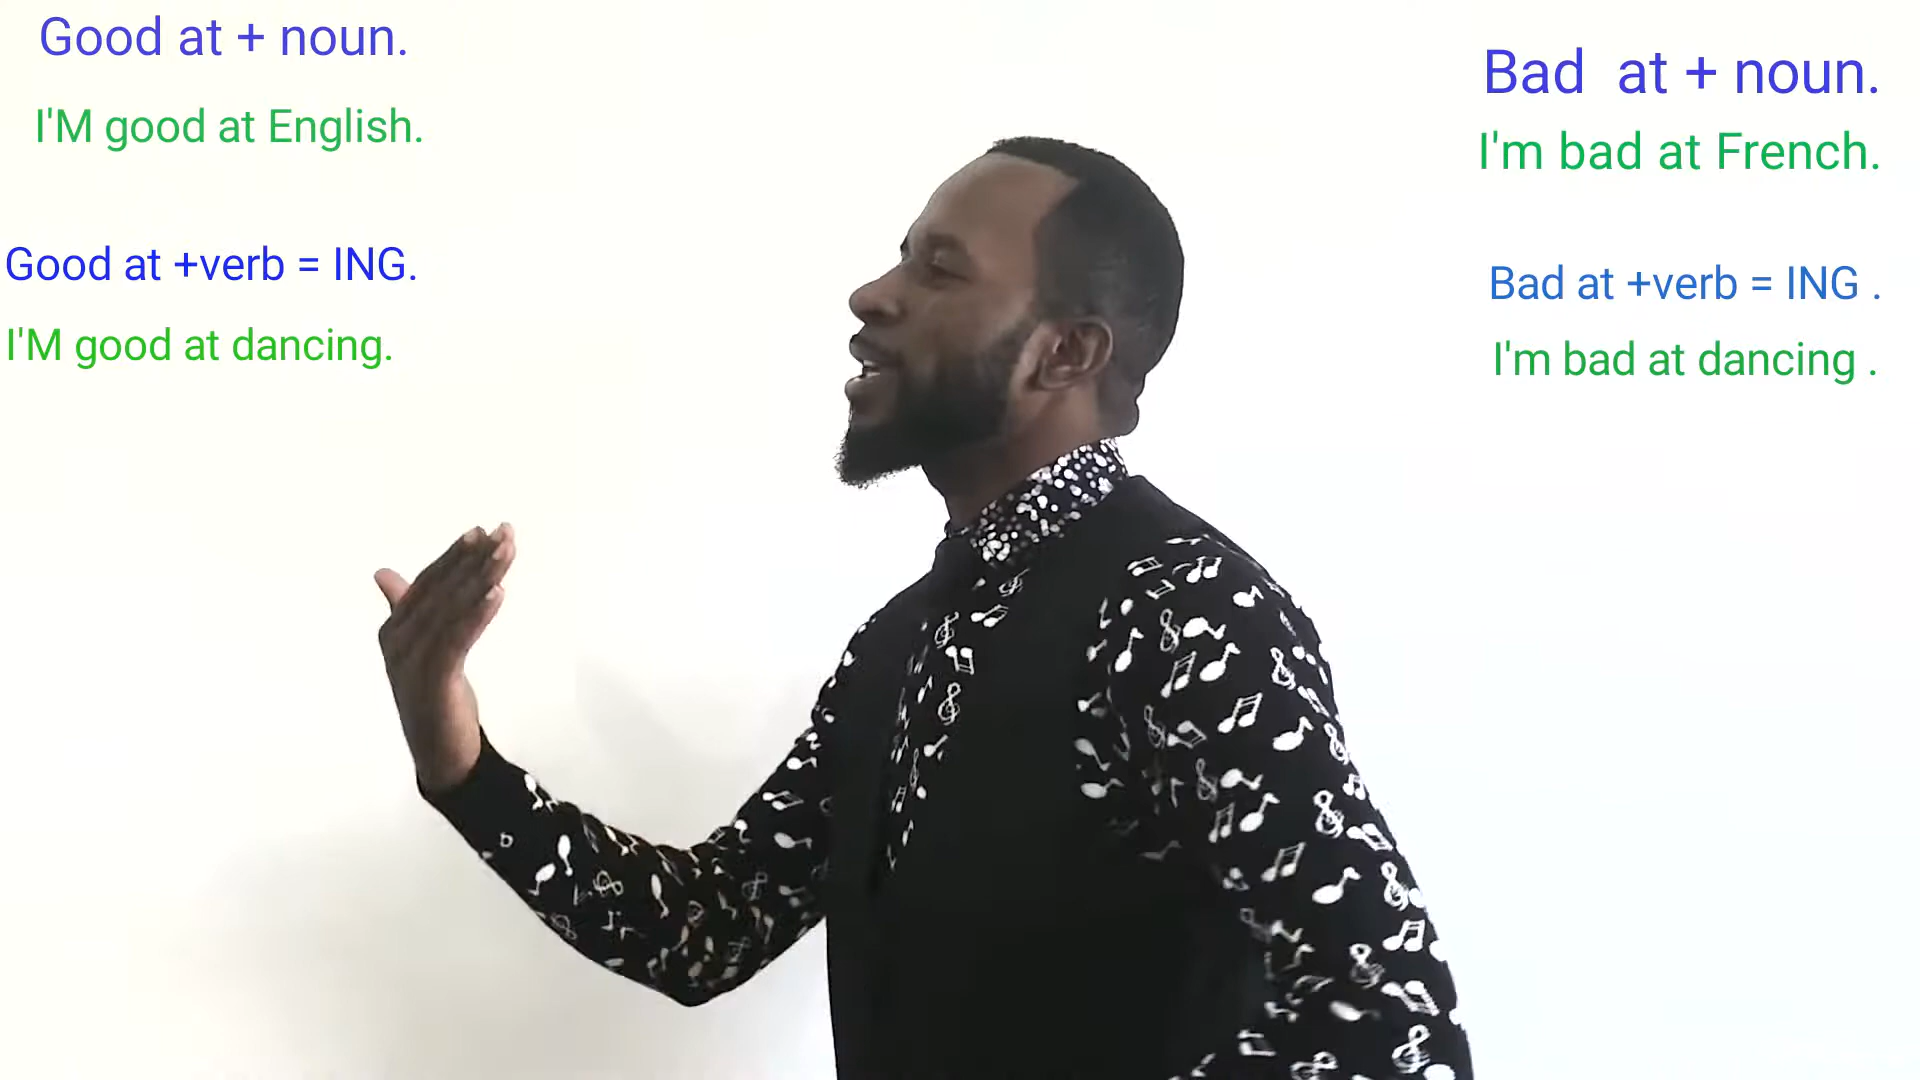 Good at + noun.
I'M good at English.
Good at +verb = ING.
I'M good at dancing.
Bad  at + noun.
I'm bad at French.
Bad at +verb = ING .
I'm bad at dancing .